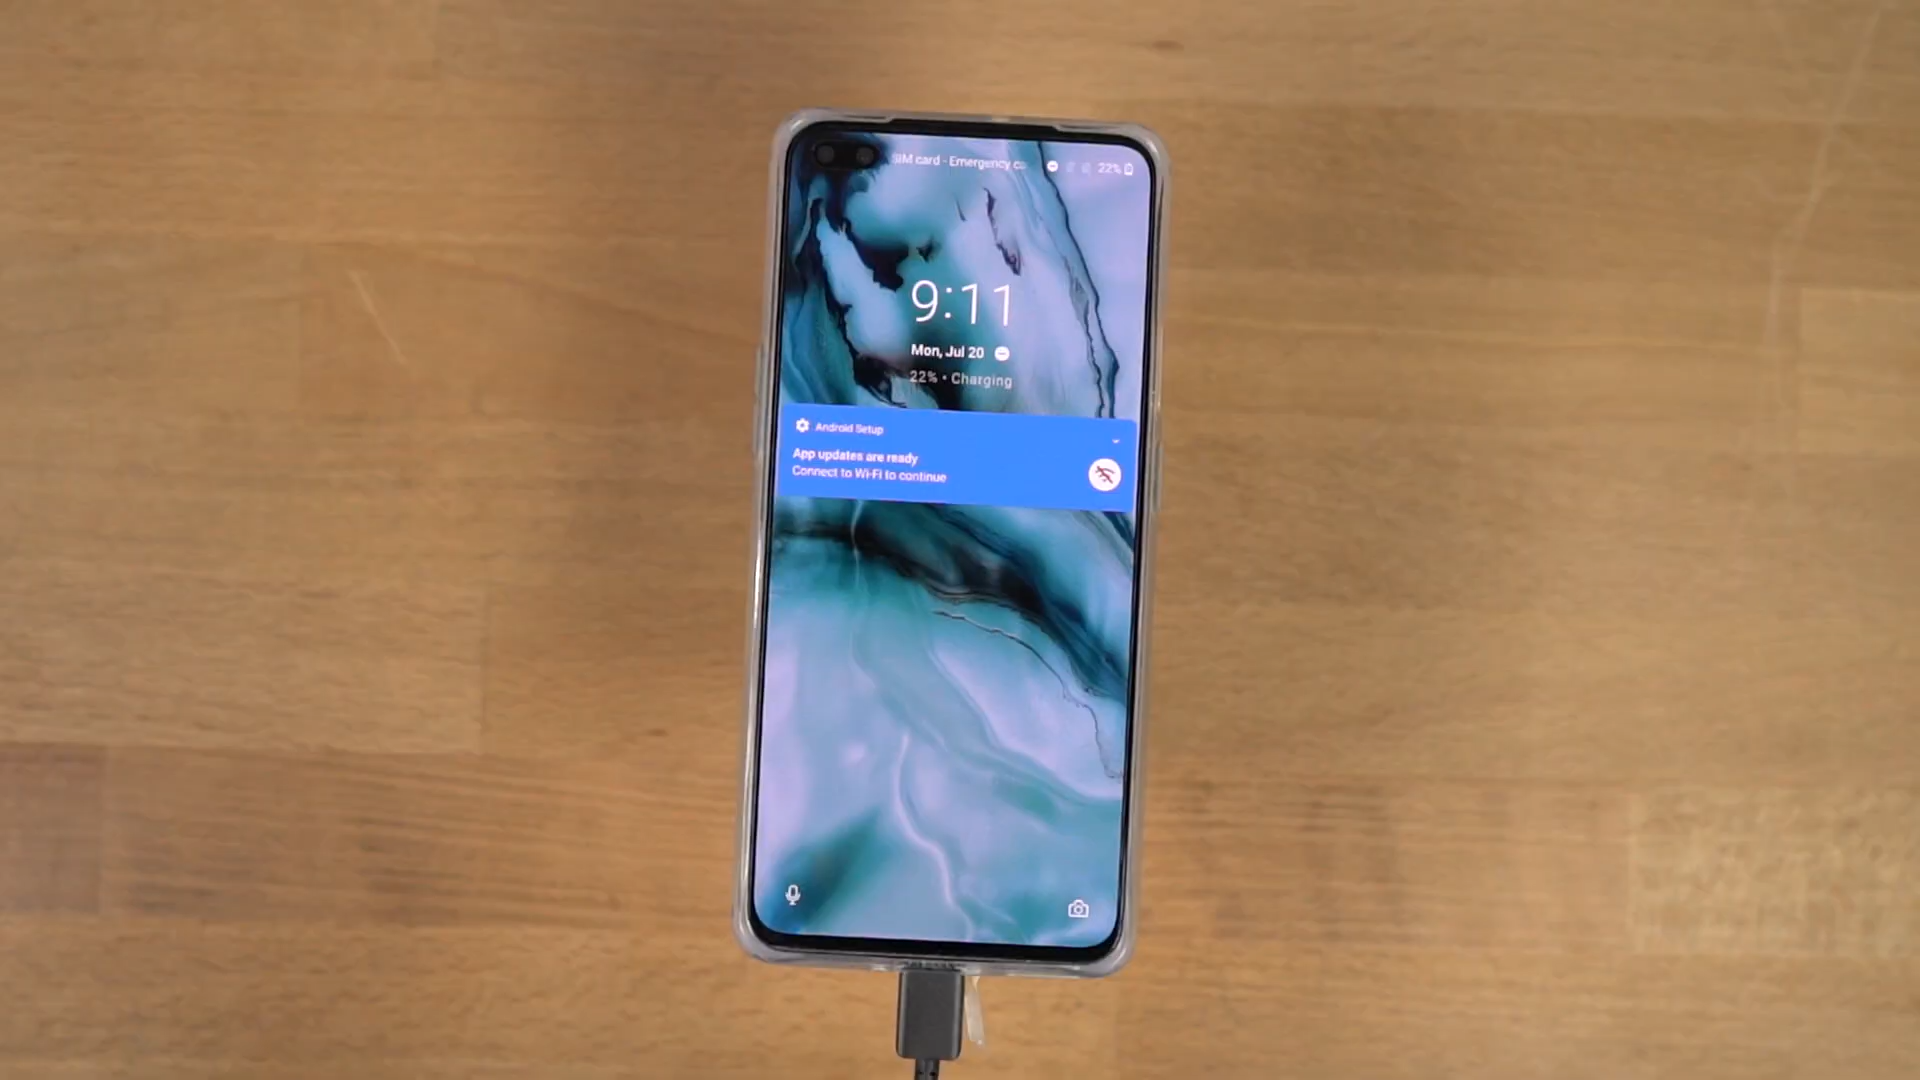 SIM card - Emergency
22%
9:11
Mon, Jul 20
22% • Charging
Android Setup
App updates are ready
Connect to Wi-Fi to continue